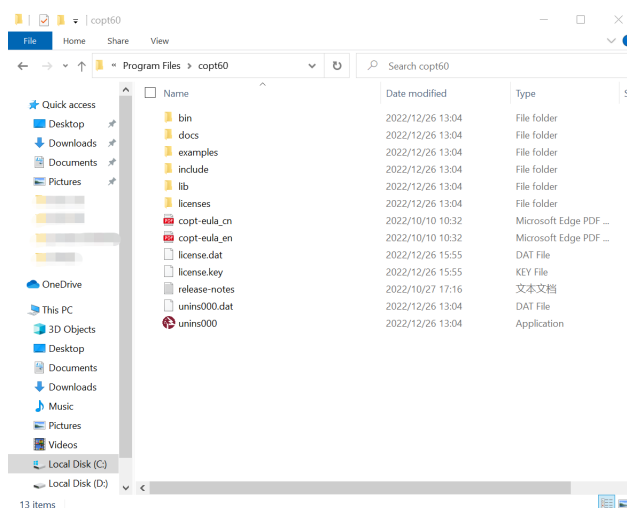 copt60
File Home Share View
« Program Files › copt60 Search copt60
Name Date modified Type
Quick access
Desktop
Downloads
Documents
Pictures
OneDrive
This PC
3D Objects
Desktop
Documents
Downloads
Music
Pictures
Videos
Local Disk (C:)
Local Disk (D:)
bin 2022/12/26 13:04 File folder
docs 2022/12/26 13:04 File folder
examples 2022/12/26 13:04 File folder
include 2022/12/26 13:04 File folder
lib 2022/12/26 13:04 File folder
licenses 2022/12/26 13:04 File folder
copt-eula_cn 2022/10/10 10:32 Microsoft Edge PDF ...
copt-eula_en 2022/10/10 10:32 Microsoft Edge PDF ...
license.dat 2022/12/26 15:55 DAT File
license.key 2022/12/26 15:55 KEY File
release-notes 2022/10/27 17:16 文本文档
unins000.dat 2022/12/26 13:04 DAT File
unins000 2022/12/26 13:04 Application
13 items